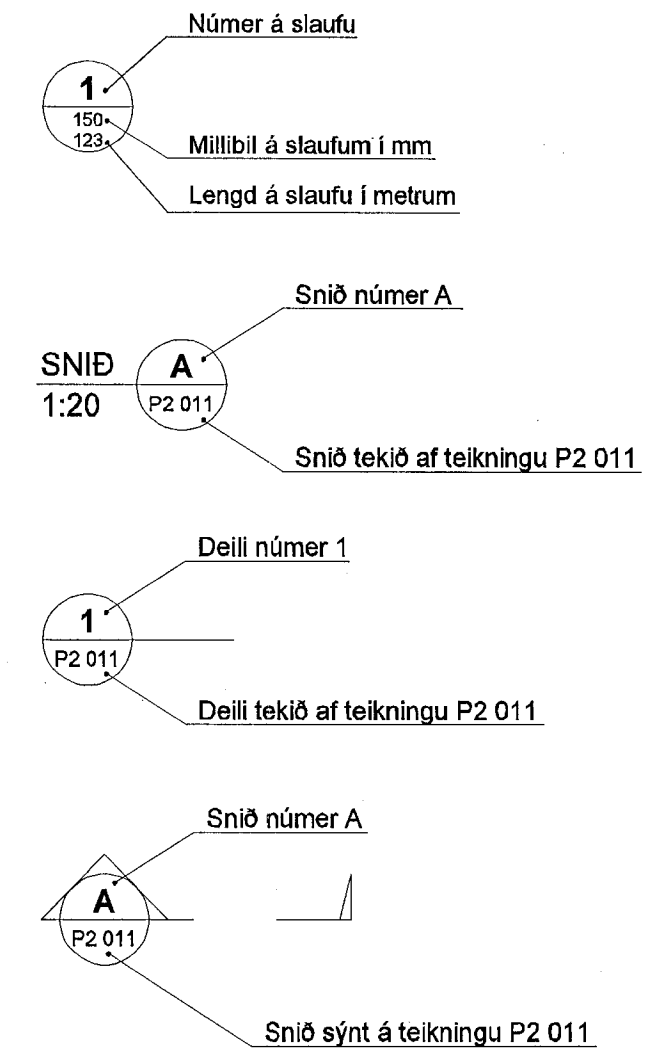 Númer á slaufu
1
150
123
Millibil á slaufum í mm
Lengd á slaufu í metrum
Snið númer A
SNIÐ
A
1:20
P2 011
Snið tekið af teikningu P2 011
Deili númer 1
1
P2 011
Deili tekið af teikningu P2 011
Snið númer A
A
P2 011
Snið sýnt á teikningu P2 011